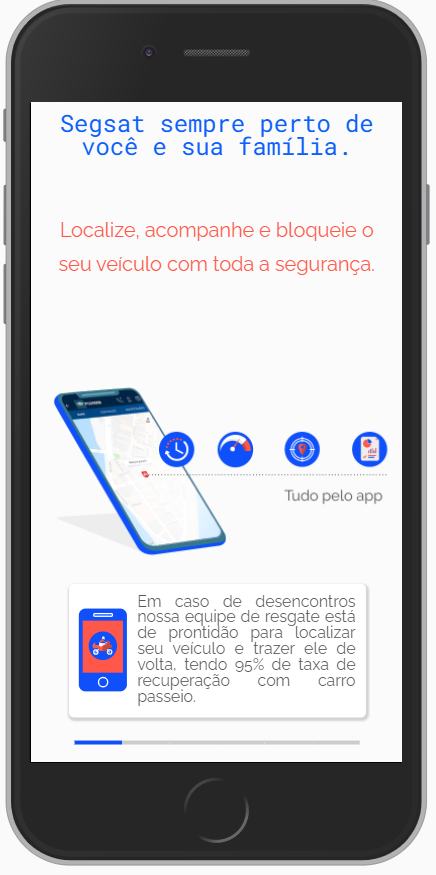 Segsat sempre perto de
você e sua família.
Localize, acompanhe e bloqueie o
seu veículo com toda a segurança.
Tudo pelo app
Em caso de desencontros
nossa equipe de resgate está
de prontidão para localizar
seu veículo e trazer ele de
volta, tendo 95% de taxa de
recuperação com carro
passeio.